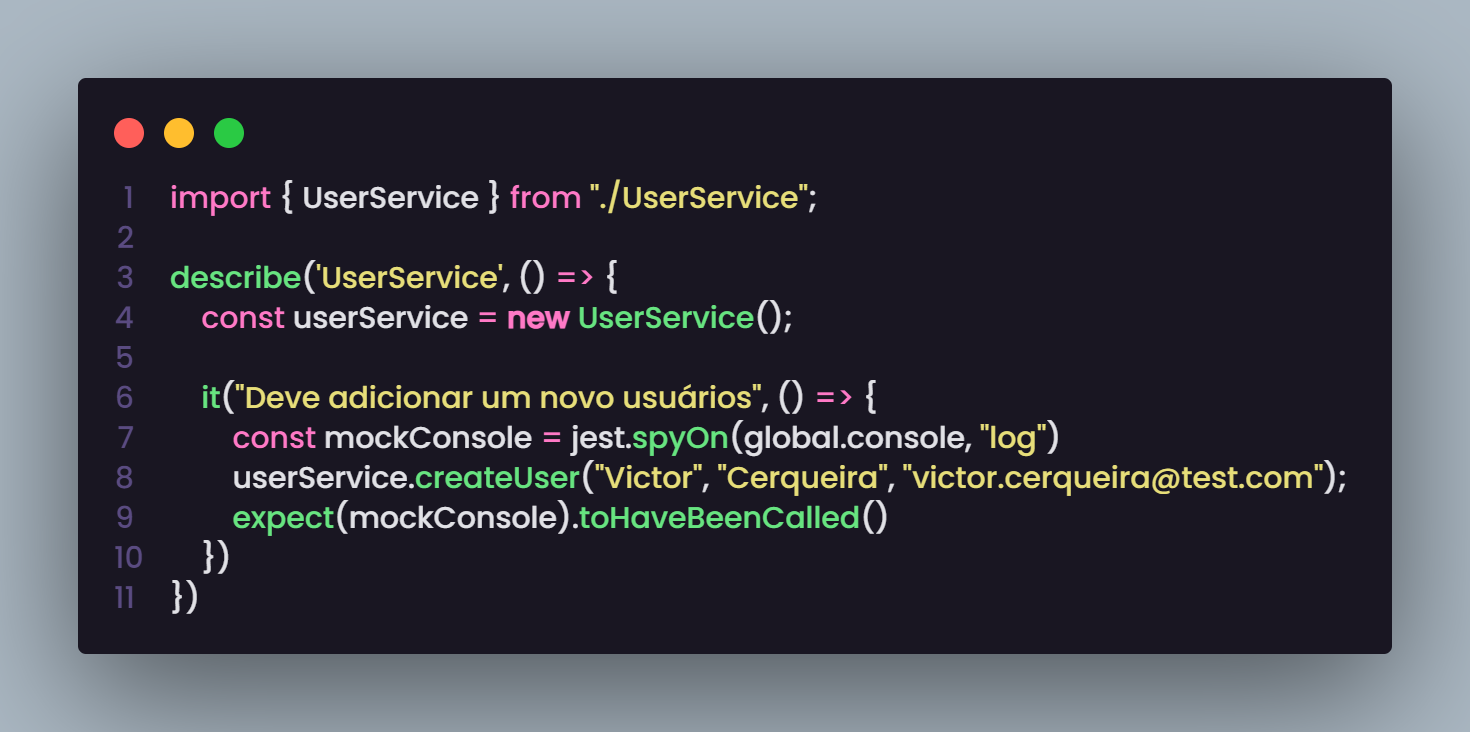 1 import { UserService } from "./UserService";
2
3 describe('UserService', () => {
4 const userService = new UserService();
5
6 it("Deve adicionar um novo usuários", () => {
7 const mockConsole = jest.spyOn(global.console, "log")
8 userService.createUser("Victor", "Cerqueira", "victor.cerqueira@test.com");
9 expect(mockConsole).toHaveBeenCalled()
10 })
11 })